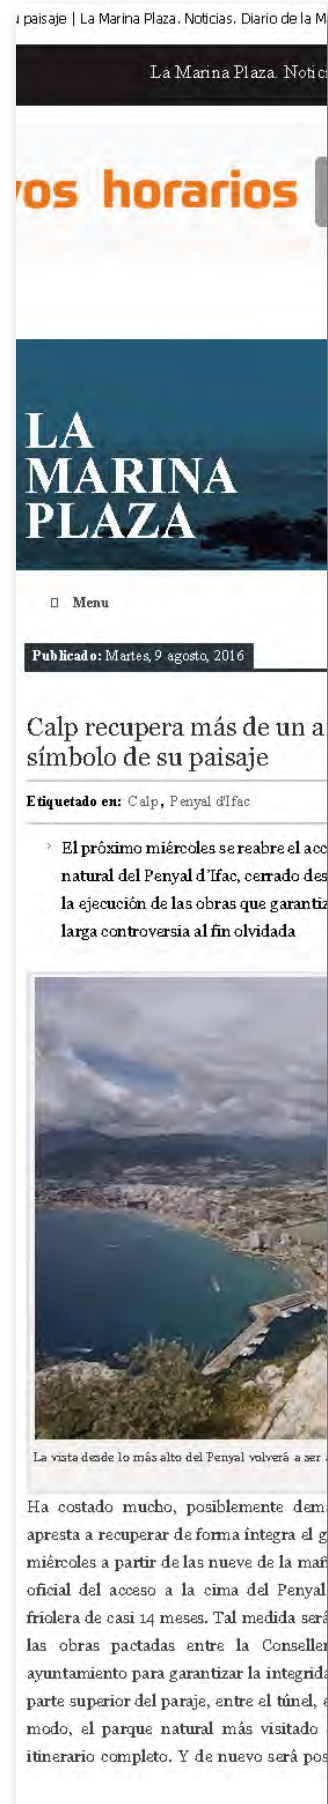 paisaje | La Marina Plaza. Noticias. Diario de la
La Marina Plaza.
vos horarios
LA
MARINA
PLAZA
Menu
Publicado: Martes, 9 agosto, 2016
Calp recupera más de un a
símbolo de su paisaje
Etiquetado en: Calp, Penyal d'Ifac
El próximo miércoles se reabre el acc
natural del Penyal d'Ifac, cerrado des
la ejecución de las obras que garantiz
larga controversia al fin olvidada
La vista desde lo más alto del Penyal volverá a ser
Ha costado mucho, posiblemente dem
apresta a recuperar de forma íntegra el g
miércoles a partir de las nueve de la mañ
oficial del acceso a la cima del Penyal
friolera de casi 14 meses. Tal medida será
las obras pactadas entre la Conseller
ayuntamiento para garantizar la integrida
parte superior del paraje, entre el túnel,
modo, el parque natural más visitado
itinerario completo. Y de nuevo será pos